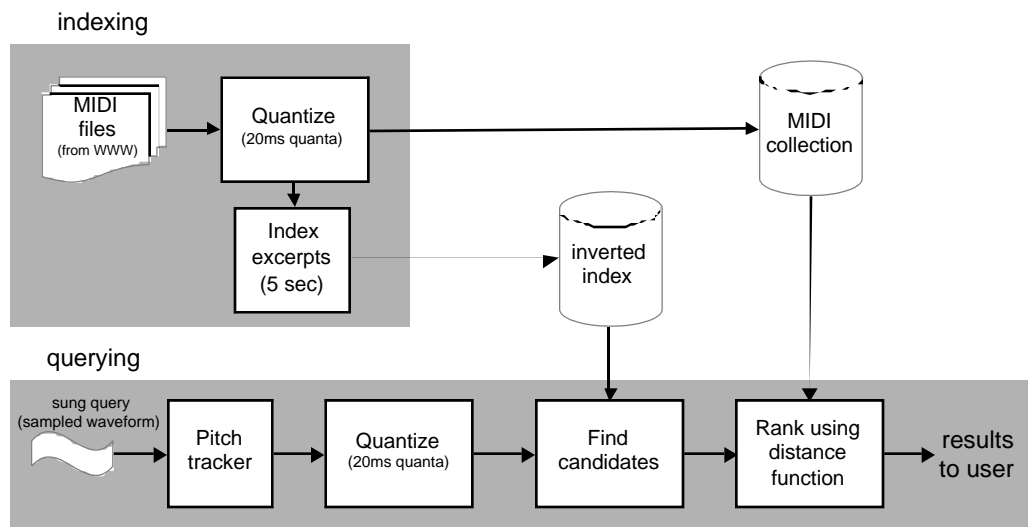 indexing
MIDI
files
(from WWW)
Quantize
(20ms quanta)
MIDI
collection
Index
excerpts
(5 sec)
inverted
index
querying
sung query
(sampled waveform)
Pitch
tracker
Quantize
(20ms quanta)
Find
candidates
Rank using
distance
function
results
to user